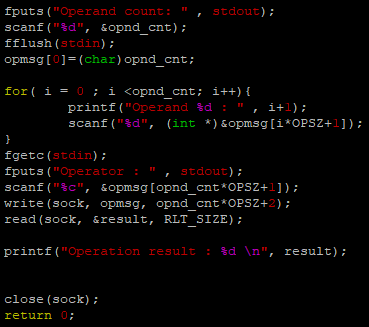 fputs("Operand count: " , stdout);
scanf("%d", &opnd_cnt);
fflush(stdin);
opmsg[0]=(char)opnd_cnt;
for( i = 0 ; i <opnd_cnt; i++){
printf("Operand %d : " , i+1);
scanf("%d", (int *)&opmsg[i*OPSZ+1]);
}
fgetc(stdin);
fputs("Operator : " , stdout);
scanf("%c", &opmsg[opnd_cnt*OPSZ+1]);
write(sock, opmsg, opnd_cnt*OPSZ+2);
read(sock, &result, RLT_SIZE);
printf("Operation result : %d \n", result);
close(sock);
return 0;